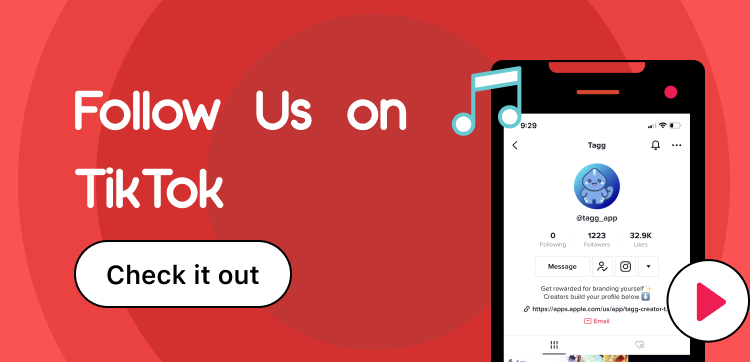 Follow Us on
TikTok
Check it out
9:29
Tagg
@tagg_app
0 1223 32.9K
Following Followers Likes
Message
Get rewarded for branding yourself✨
Creators build your profile below ⬇️
https://apps.apple.com/us/app/tagg-creator-t...
Email